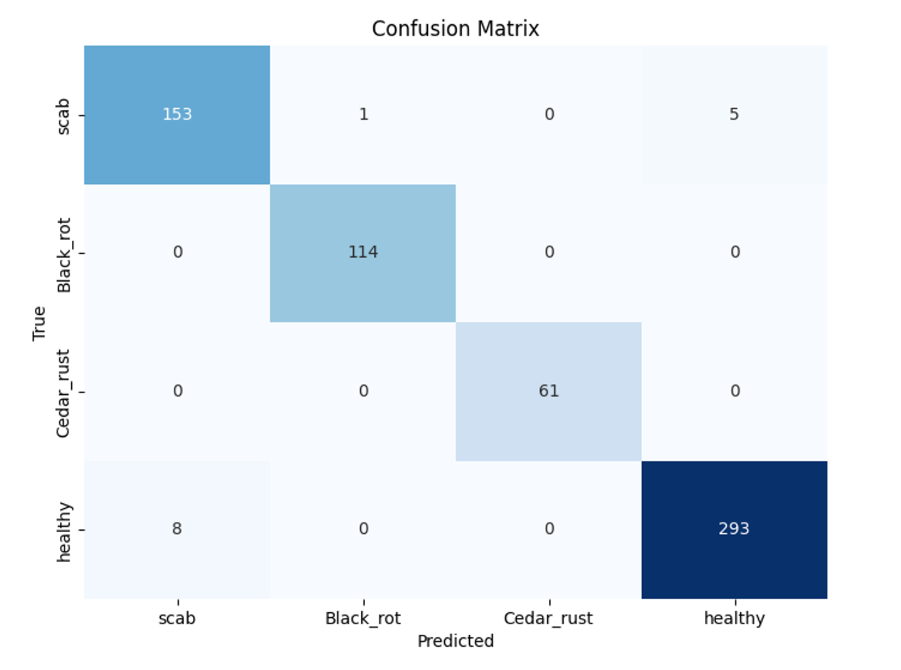 Confusion Matrix
True
scab
153 1 0 5
Black_rot
0 114 0 0
Cedar_rust
0 0 61 0
healthy
8 0 0 293
scab Black_rot Cedar_rust healthy
Predicted